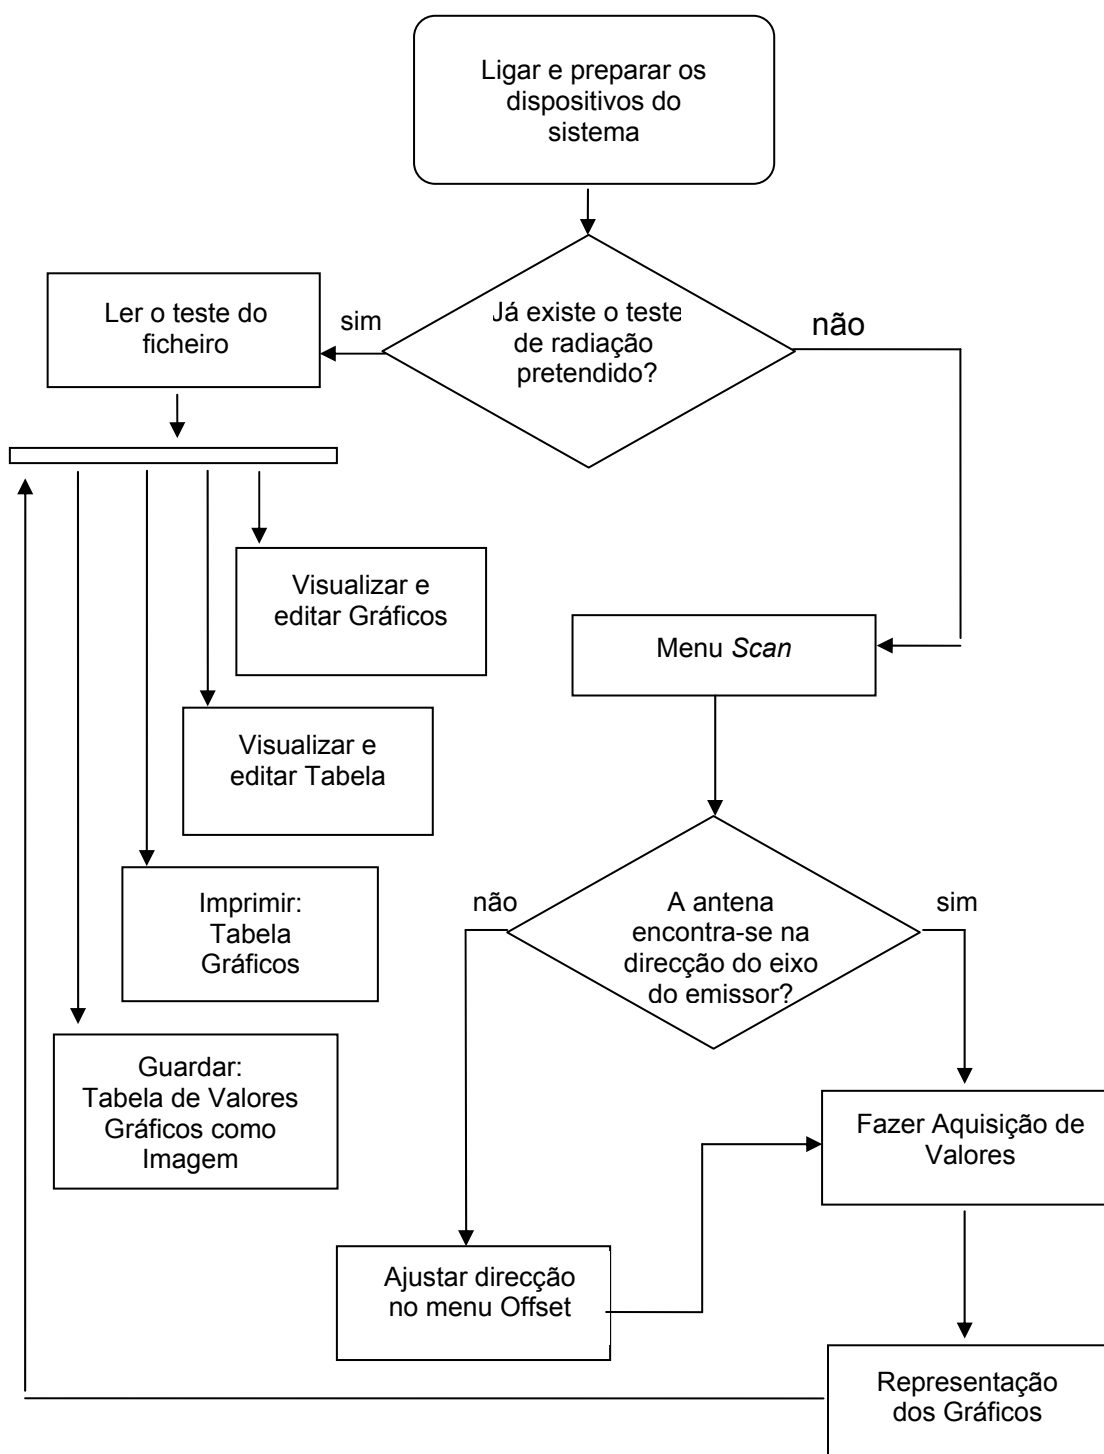 Ligar e preparar os
dispositivos do
sistema
Já existe o teste
de radiação
pretendido?
sim
não
Ler o teste do
ficheiro
Visualizar e
editar Gráficos
Menu Scan
Visualizar e
editar Tabela
não
A antena
encontra-se na
direcção do eixo
do emissor?
sim
Imprimir:
Tabela
Gráficos
Guardar:
Tabela de Valores
Gráficos como
Imagem
Fazer Aquisição de
Valores
Ajustar direcção
no menu Offset
Representação
dos Gráficos